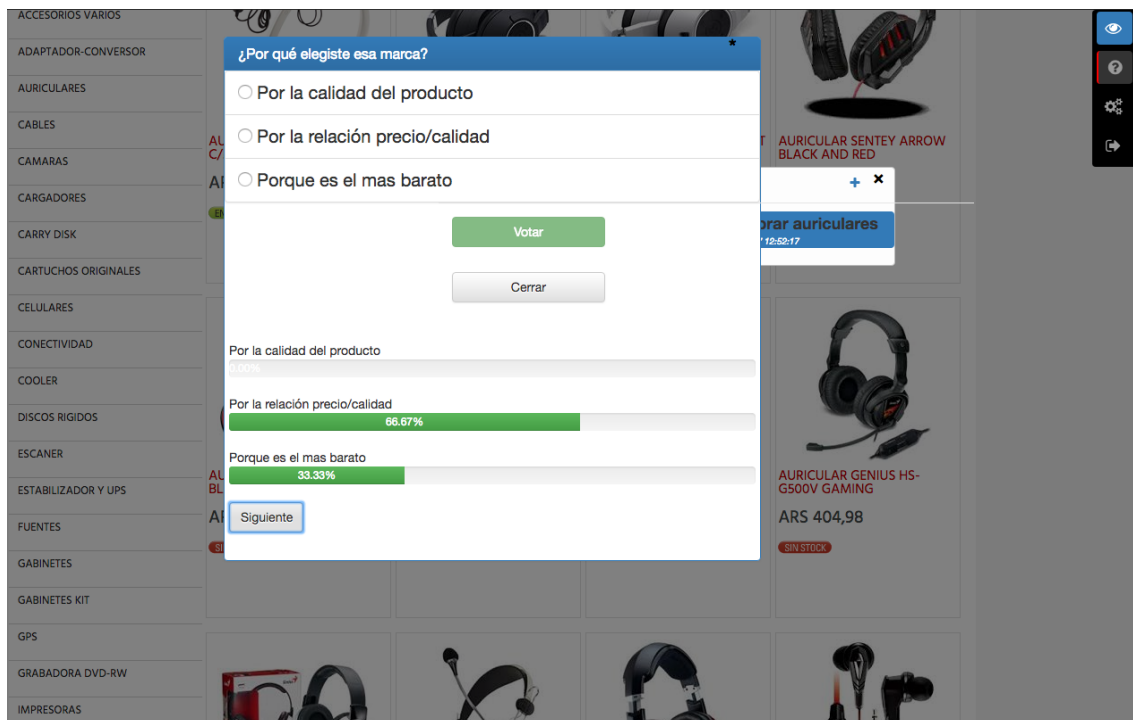 ACCESORIOS VARIOS
ADAPTADOR-CONVERSOR
AURICULARES
CABLES
CAMARAS
CARGADORES
CARRY DISK
CARTUCHOS ORIGINALES
CELULARES
CONECTIVIDAD
COOLER
DISCOS RIGIDOS
ESCANER
ESTABILIZADOR Y UPS
FUENTES
GABINETES
GABINETES KIT
GPS
GRABADORA DVD-RW
IMPRESORAS
¿Por qué elegiste esa marca?
*
Por la calidad del producto
Por la relación precio/calidad
Porque es el mas barato
Votar
Cerrar
Por la calidad del producto
0.00%
Por la relación precio/calidad
66.67%
Porque es el mas barato
33.33%
Siguiente
AURICULAR SENTEY ARROW
BLACK AND RED
auriculares
12:52:17
AURICULAR GENIUS HS-
G500V GAMING
ARS 404,98
SIN STOCK